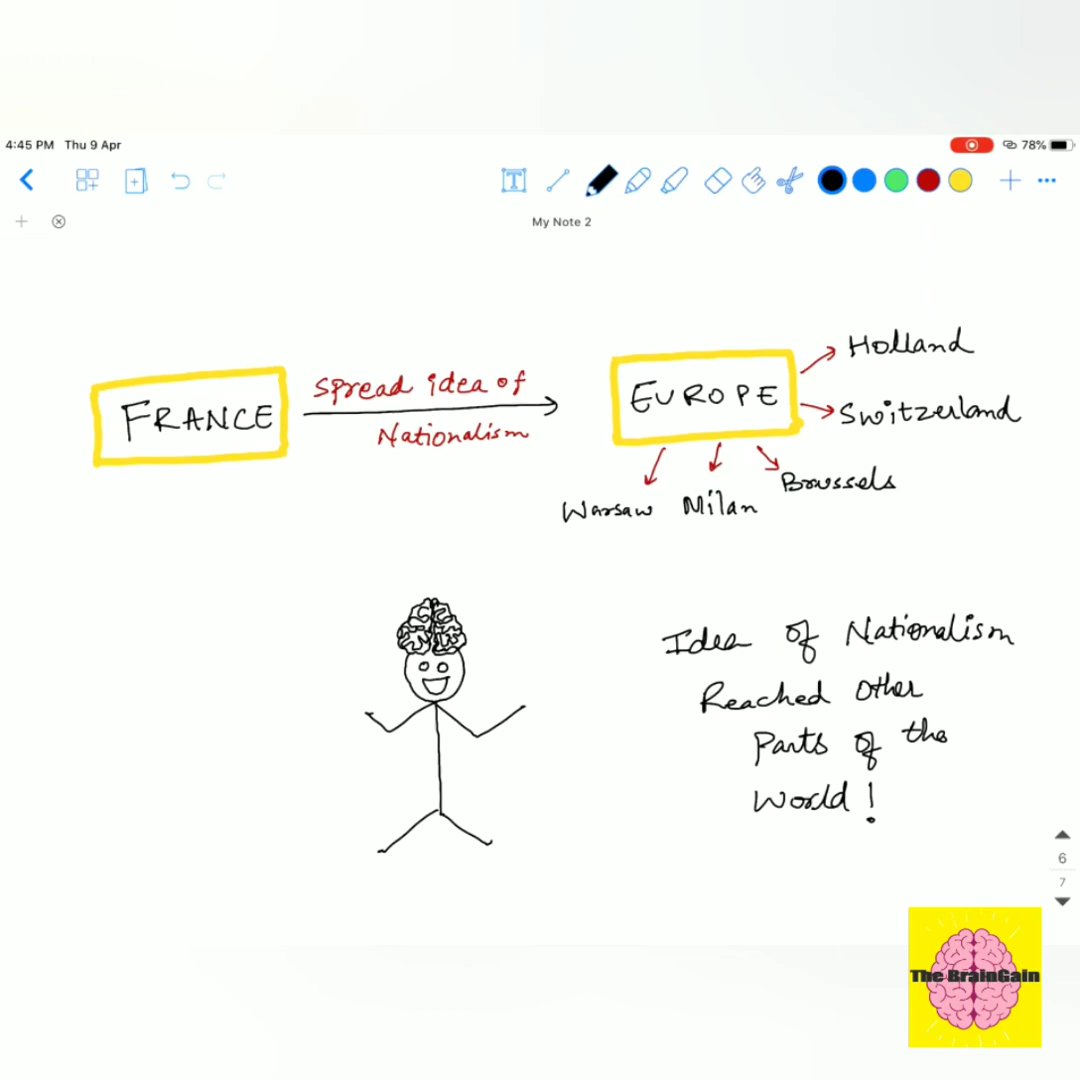 4:45 PM Thu 9 Apr
78%
My Note 2
FRANCE
Spread idea of
Nationalism
EUROPE
Holland
Switzerland
Brussels
Warsaw
Milan
Idea of Nationalism
Reached Other
Parts of the
World!
6
7
The BrainGain